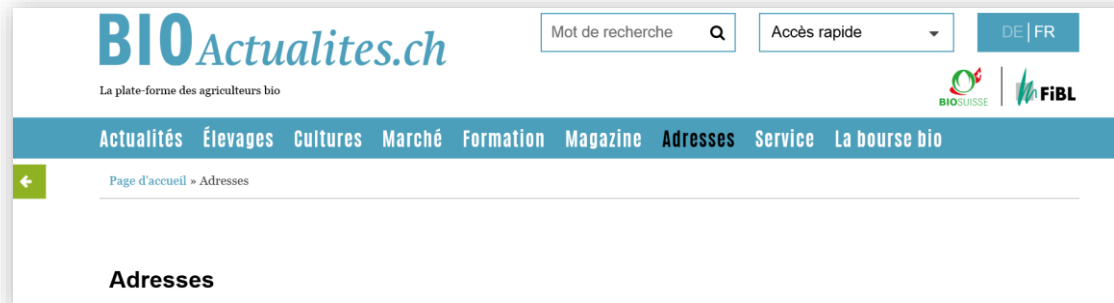 BIO Actualites.ch
La plate-forme des agriculteurs bio
Mot de recherche
Accès rapide
DE|FR
BIOSUISSE
FiBL
Actualités Élevages Cultures Marché Formation Magazine Adresses Service La bourse bio
Page d'accueil » Adresses
Adresses